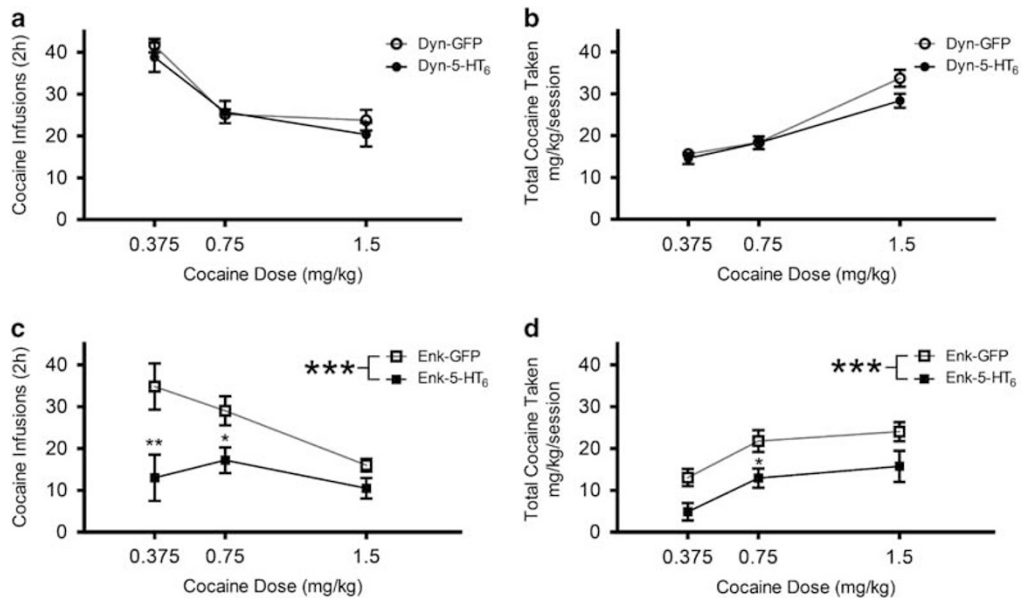 a
Cocaine Infusions (2h)
40
30
20
10
0
Dyn-GFP
Dyn-5-HT₆
0.375 0.75 1.5
Cocaine Dose (mg/kg)
b
Total Cocaine Taken
mg/kg/session
40
30
20
10
0
Dyn-GFP
Dyn-5-HT₆
0.375 0.75 1.5
Cocaine Dose (mg/kg)
c
Cocaine Infusions (2h)
40
30
20
10
0
***
Enk-GFP
Enk-5-HT₆
** *
0.375 0.75 1.5
Cocaine Dose (mg/kg)
d
Total Cocaine Taken
mg/kg/session
40
30
20
10
0
***
Enk-GFP
Enk-5-HT₆
*
0.375 0.75 1.5
Cocaine Dose (mg/kg)